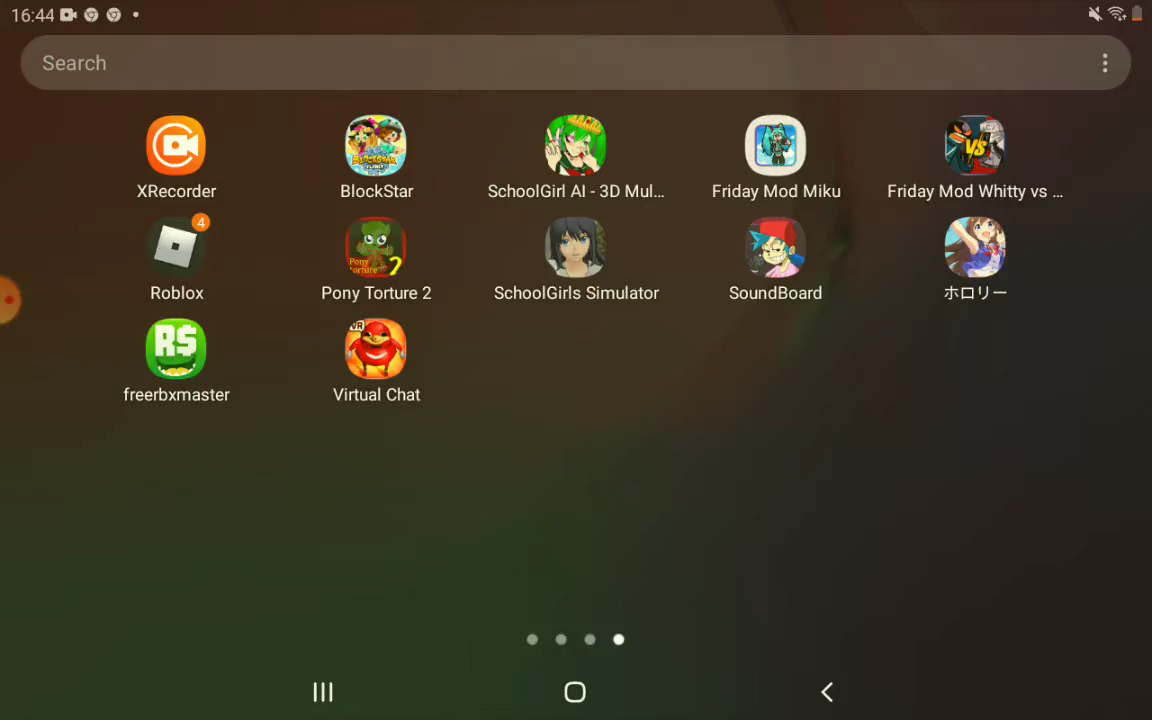 16:44
Search
XRecorder
BlockStar
SchoolGirl AI - 3D Mul...
Friday Mod Miku
Friday Mod Whitty vs ...
4
Roblox
Pony Torture 2
SchoolGirls Simulator
SoundBoard
ホロリー
R$
freerbxmaster
VR
Virtual Chat